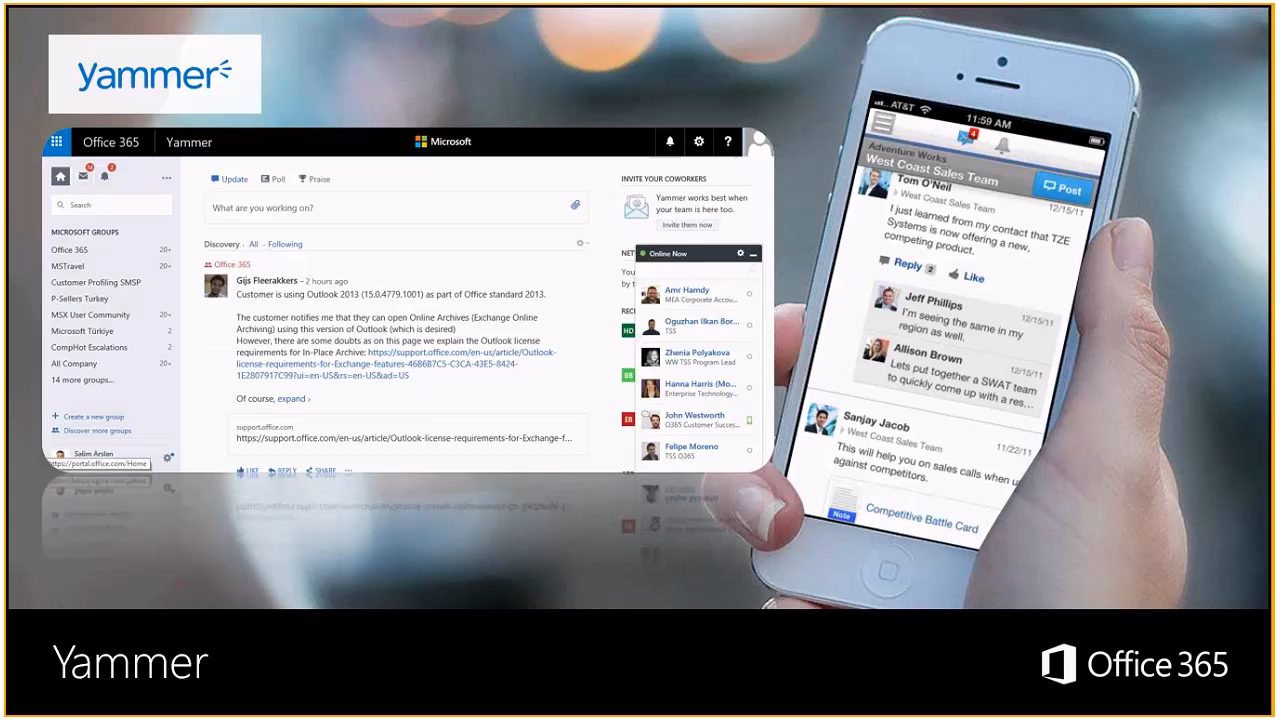 yammer
Office 365
Yammer
Microsoft
?
14
2
Search
MICROSOFT GROUPS
Office 365 20+
MSTravel 20+
Customer Profiling SMSP
P-Sellers Turkey
MSX User Community 20+
Microsoft Türkiye 2
CompHot Escalations 2
All Company 20+
14 more groups...
+ Create a new group
Discover more groups
Salim Arslan
ttps://portal.office.com/Home
Update Poll Praise
What are you working on?
Discovery · All · Following
Office 365
Gijs Fleerakkers – 2 hours ago
Customer is using Outlook 2013 (15.0.4779.1001) as part of Office standard 2013.
The customer notifies me that they can open Online Archives (Exchange Online
Archiving) using this version of Outlook (which is desired)
However, there are some doubts as on this page we explain the Outlook license
requirements for In-Place Archive: https://support.office.com/en-us/article/Outlook-
license-requirements-for-Exchange-features-46B6B7C5-C3CA-43E5-8424-
1E2807917C99?ui=en-US&rs=en-US&ad=US
Of course, expand ›
support.office.com
https://support.office.com/en-us/article/Outlook-license-requirements-for-Exchange-f...
LIKE REPLY SHARE ...
INVITE YOUR COWORKERS
Yammer works best when
your team is here too.
Invite them now
NET
You
by t
REC
HD
BB
EB
Online Now
Amr Hamdy
MEA Corporate Accou...
Oguzhan Ilkan Bor...
TSS
Zhenia Polyakova
WW TSS Program Lead
Hanna Harris (Mo...
Enterprise Technology...
John Westworth
O365 Customer Succes...
Felipe Moreno
TSS O365
AT&T 11:59 AM
4
Adventure Works
West Coast Sales Team
Post
Tom O'Neil
West Coast Sales Team 12/15/11
I just learned from my contact that TZE
Systems is now offering a new,
competing product.
Reply 2 Like
Jeff Phillips 12/15/11
I'm seeing the same in my
region as well.
Allison Brown 12/15/11
Lets put together a SWAT team
to quickly come up with a res...
Sanjay Jacob
West Coast Sales Team 11/22/11
This will help you on sales calls when u
against competitors.
Note
Competitive Battle Card
Yammer
Office 365